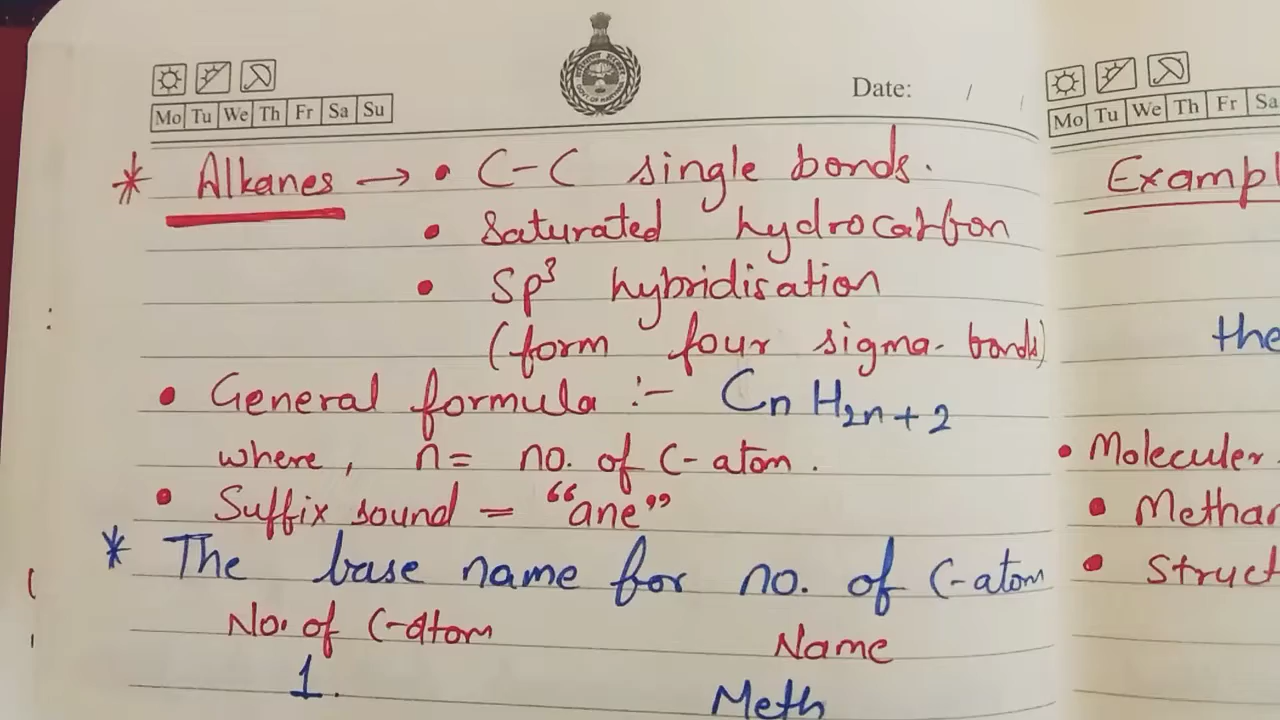 Mo Tu We Th Fr Sa Su
Date: / /
* Alkanes → • C-C single bonds.
• Saturated hydrocarbon
• Sp³ hybridisation
(form four sigma- bonds)
• General formula :- CnH2n+2
where, n= no. of C-atom.
• Suffix sound = "ane"
* The base name for no. of C-atom
No. of C-atom Name
1. Meth
Mo Tu We Th Fr Sa
Exampl
the
• Moleculer
• Methan
• Struct